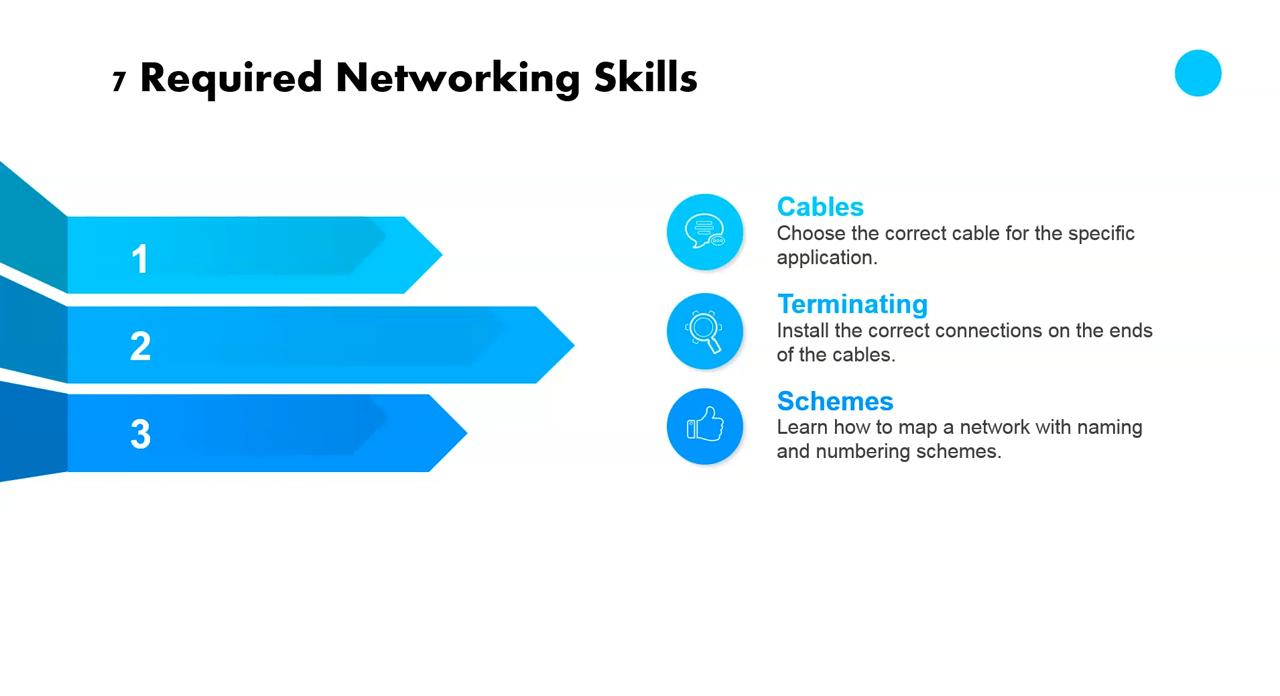 7 Required Networking Skills
1
2
3
Cables
Choose the correct cable for the specific
application.
Terminating
Install the correct connections on the ends
of the cables.
Schemes
Learn how to map a network with naming
and numbering schemes.